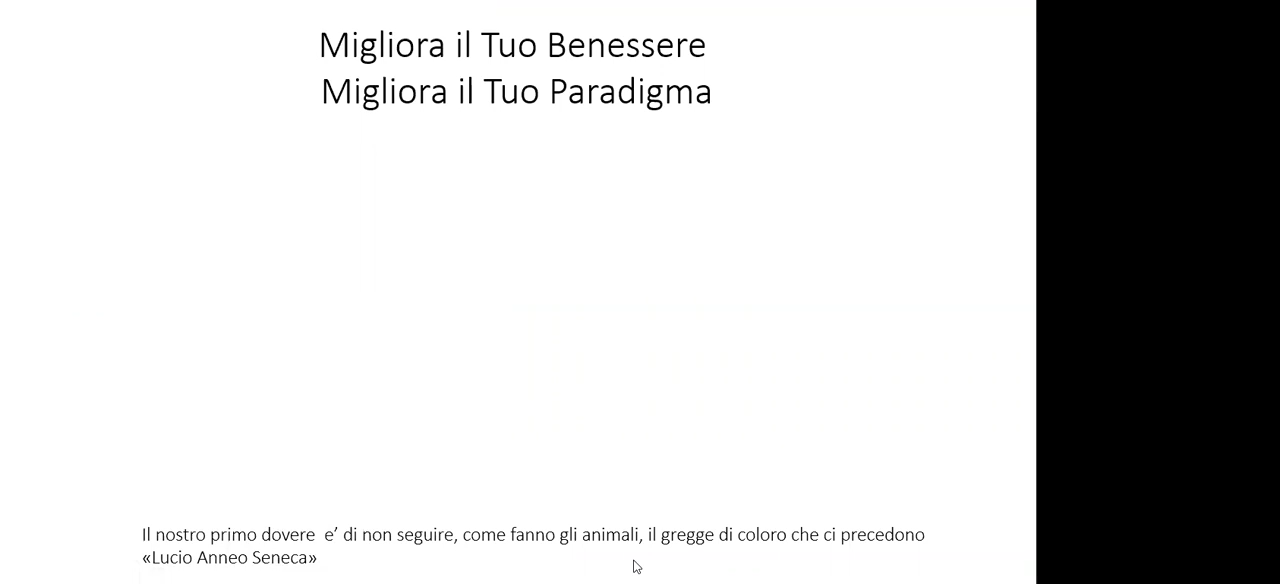 Migliora il Tuo Benessere
Migliora il Tuo Paradigma
Il nostro primo dovere  e’ di non seguire, come fanno gli animali, il gregge di coloro che ci precedono
«Lucio Anneo Seneca»